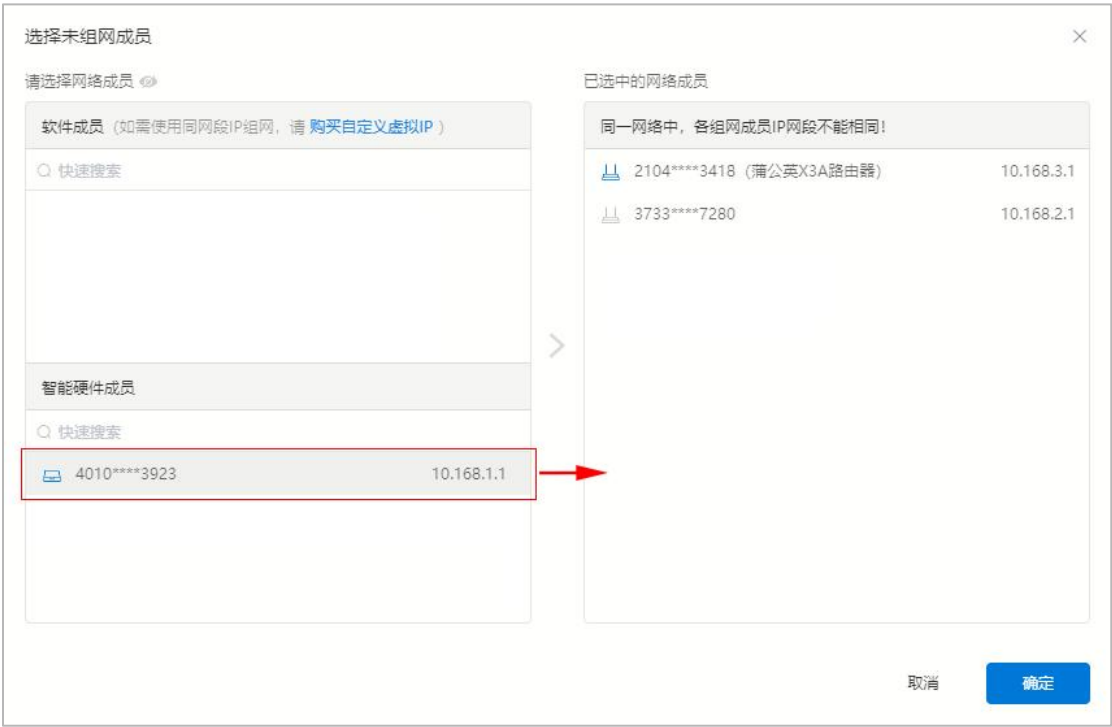 选择未组网成员
请选择网络成员
软件成员（如需使用同网段IP组网，请 购买自定义虚拟IP ）
快速搜索
智能硬件成员
快速搜索
4010****3923 10.168.1.1
已选中的网络成员
同一网络中，各组网成员IP网段不能相同！
2104****3418（蒲公英X3A路由器） 10.168.3.1
3733****7280 10.168.2.1
取消 确定